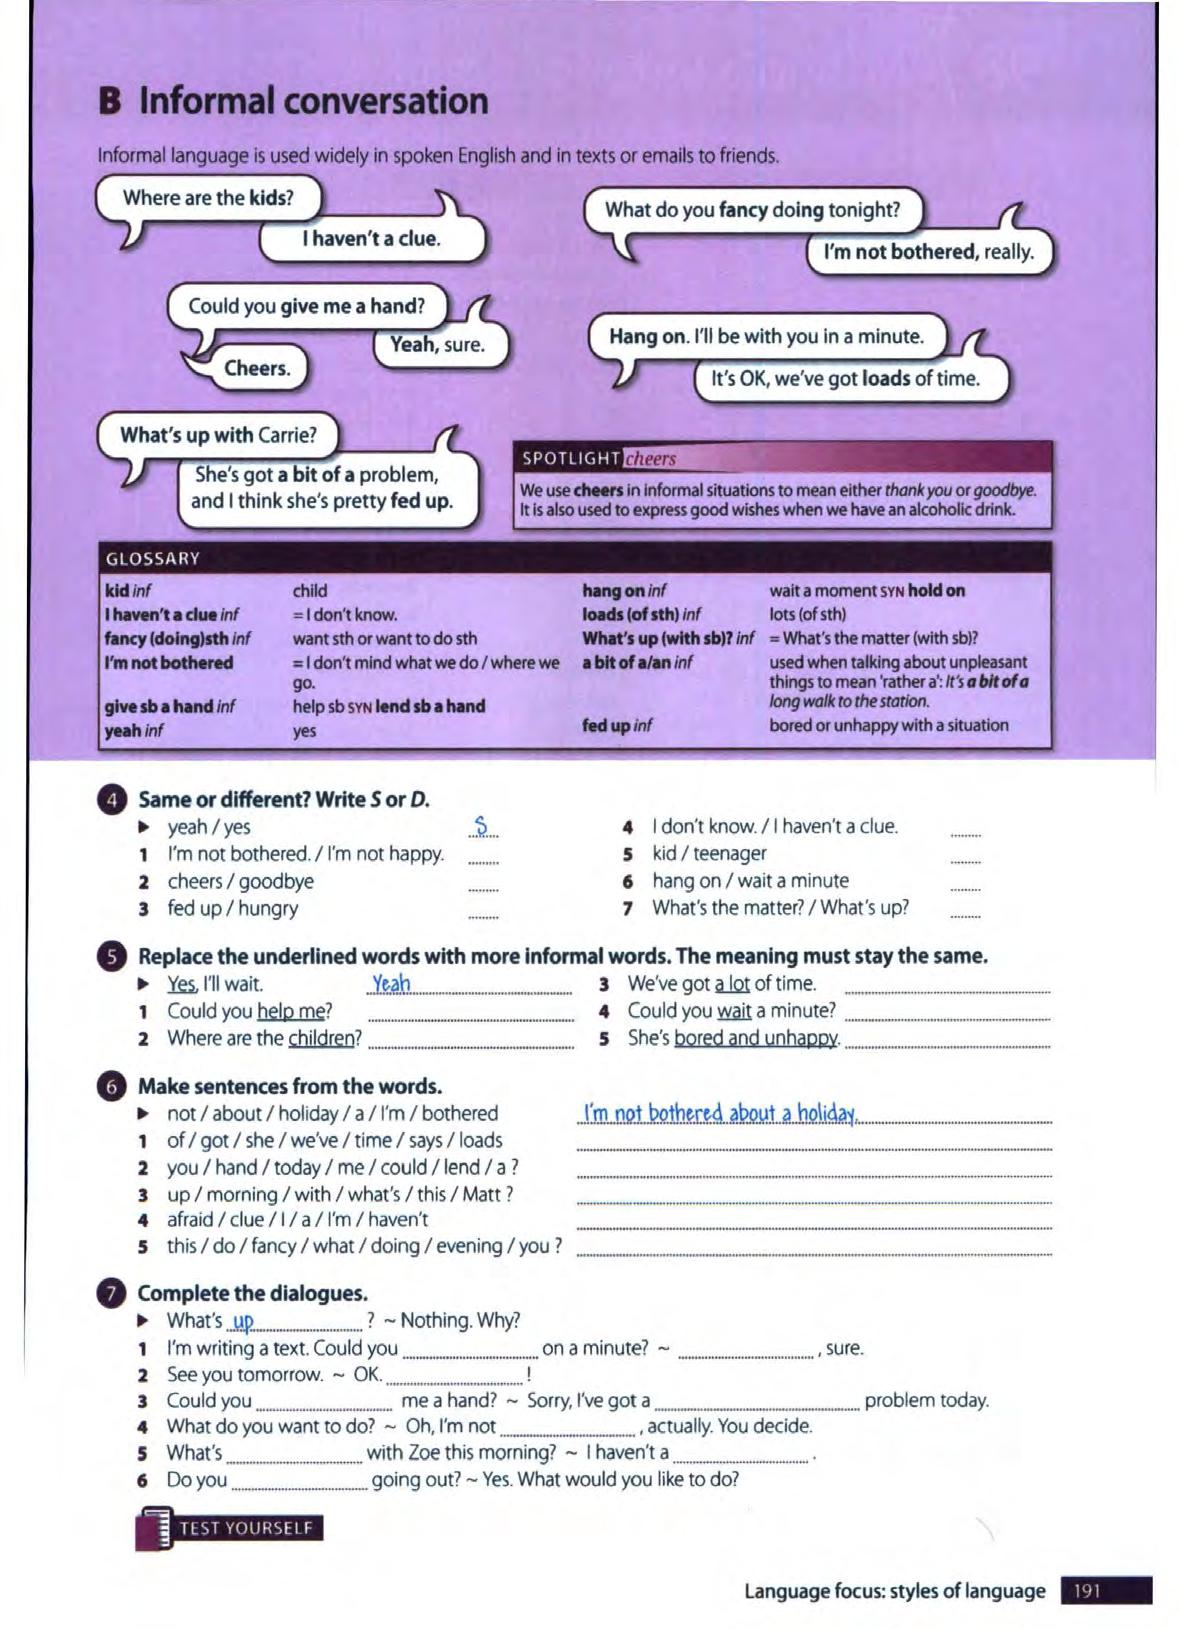 B Informal conversation
Informal language is used widely in spoken English and in texts or emails to friends.
Where are the kids?
I haven't a clue.
What do you fancy doing tonight?
I'm not bothered, really.
Could you give me a hand?
Yeah, sure.
Cheers.
Hang on. I'll be with you in a minute.
It's OK, we've got loads of time.
What's up with Carrie?
She's got a bit of a problem,
and I think she's pretty fed up.
SPOTLIGHT cheers
We use cheers in informal situations to mean either thank you or goodbye.
It is also used to express good wishes when we have an alcoholic drink.
GLOSSARY
kid inf child
I haven't a clue inf = I don't know.
fancy (doing) sth inf want sth or want to do sth
I'm not bothered = I don't mind what we do / where we
go.
give sb a hand inf help sb SYN lend sb a hand
yeah inf yes
hang on inf wait a moment SYN hold on
loads (of sth) inf lots (of sth)
What's up (with sb)? inf = What's the matter (with sb)?
a bit of a/an inf used when talking about unpleasant
things to mean 'rather a': It's a bit of a
long walk to the station.
fed up inf bored or unhappy with a situation
4 Same or different? Write S or D.
▶ yeah / yes S
1 I'm not bothered. / I'm not happy. ........
2 cheers / goodbye ........
3 fed up / hungry ........
4 I don't know. / I haven't a clue. ........
5 kid / teenager ........
6 hang on / wait a minute ........
7 What's the matter? / What's up? ........
5 Replace the underlined words with more informal words. The meaning must stay the same.
▶ Yes, I'll wait. Yeah
1 Could you help me? ........
2 Where are the children? ........
3 We've got a lot of time. ........
4 Could you wait a minute? ........
5 She's bored and unhappy. ........
6 Make sentences from the words.
▶ not / about / holiday / a / I'm / bothered I'm not bothered about a holiday.
1 of / got / she / we've / time / says / loads ........
2 you / hand / today / me / could / lend / a ? ........
3 up / morning / with / what's / this / Matt ? ........
4 afraid / clue / I / a / I'm / haven't ........
5 this / do / fancy / what / doing / evening / you ? ........
7 Complete the dialogues.
▶ What's up ........ ? ~ Nothing. Why?
1 I'm writing a text. Could you ........ on a minute? ~ ........ , sure.
2 See you tomorrow. ~ OK. ........ !
3 Could you ........ me a hand? ~ Sorry, I've got a ........ problem today.
4 What do you want to do? ~ Oh, I'm not ........ , actually. You decide.
5 What's ........ with Zoe this morning? ~ I haven't a ........ .
6 Do you ........ going out? ~ Yes. What would you like to do?
TEST YOURSELF
Language focus: styles of language 191